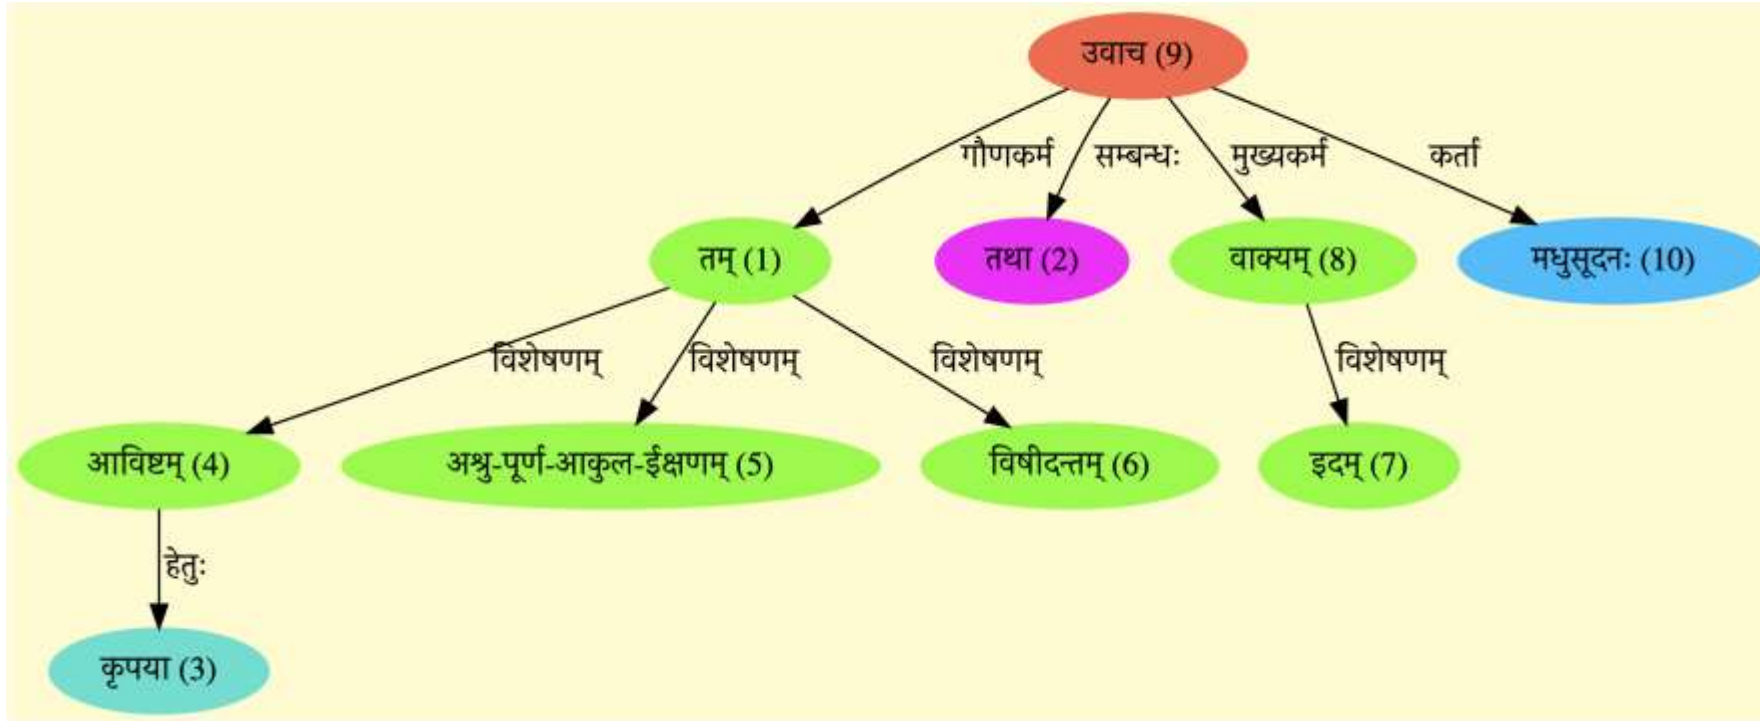 उवाच (9)
गौणकर्म सम्बन्धः मुख्यकर्म कर्ता
तम् (1) तथा (2) वाक्यम् (8) मधुसूदनः (10)
विशेषणम् विशेषणम् विशेषणम् विशेषणम्
आविष्टम् (4) अश्रु-पूर्ण-आकुल-ईक्षणम् (5) विषीदन्तम् (6) इदम् (7)
हेतुः
कृपया (3)